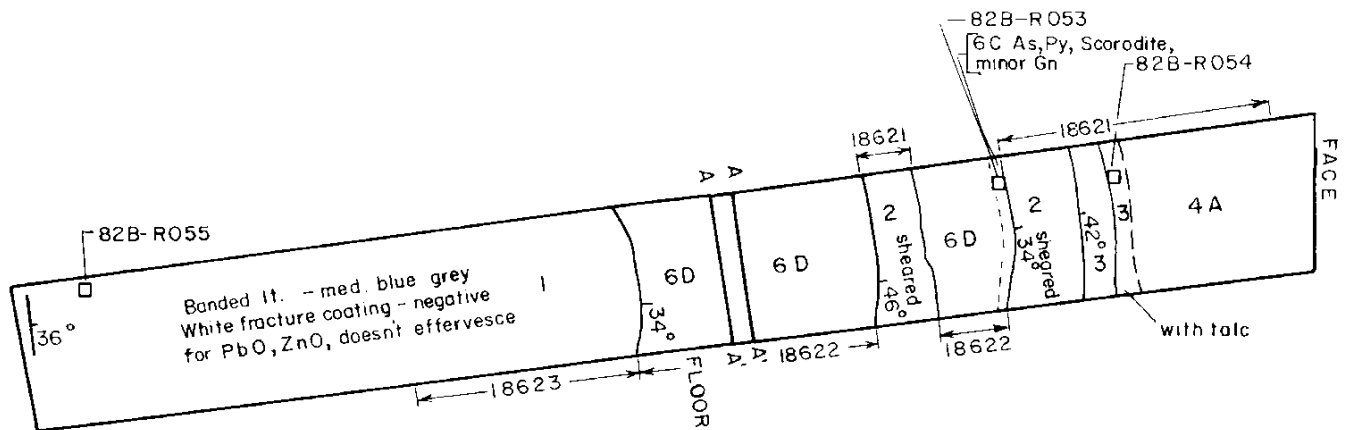 82B-R053
6C As, Py, Scorodite,
minor Gn
82B-R054
18621
18621
FACE
A A
82B-R055
2 sheared
6D
2 sheared
3
4A
6D
6D
42°
3
34°
46°
34°
36°
Banded lt. - med. blue grey
White fracture coating - negative
for PbO, ZnO, doesn't effervesce
1
with talc
A' A'
18622
18622
18623
FLOOR